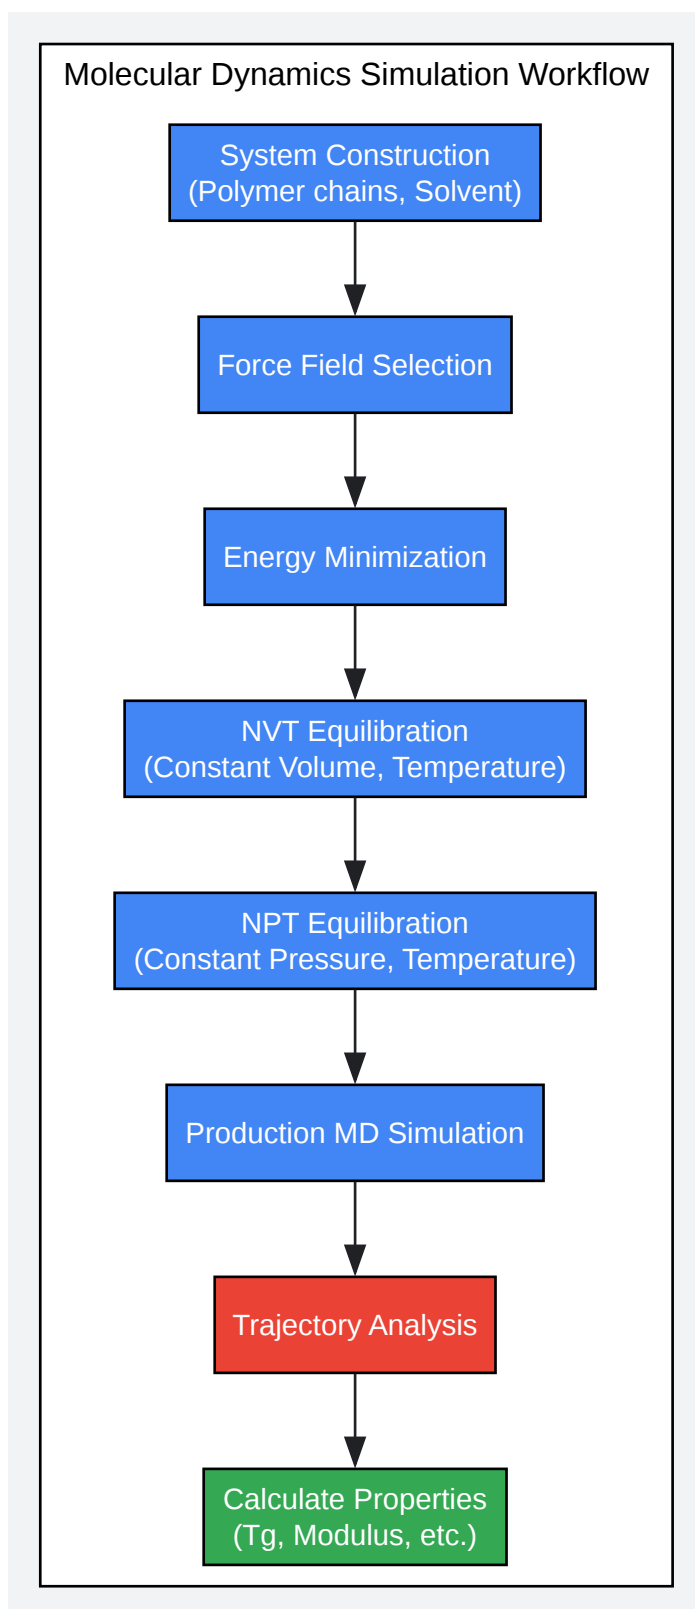 Molecular Dynamics Simulation Workflow
System Construction
(Polymer chains, Solvent)
Force Field Selection
Energy Minimization
NVT Equilibration
(Constant Volume, Temperature)
NPT Equilibration
(Constant Pressure, Temperature)
Production MD Simulation
Trajectory Analysis
Calculate Properties
(Tg, Modulus, etc.)